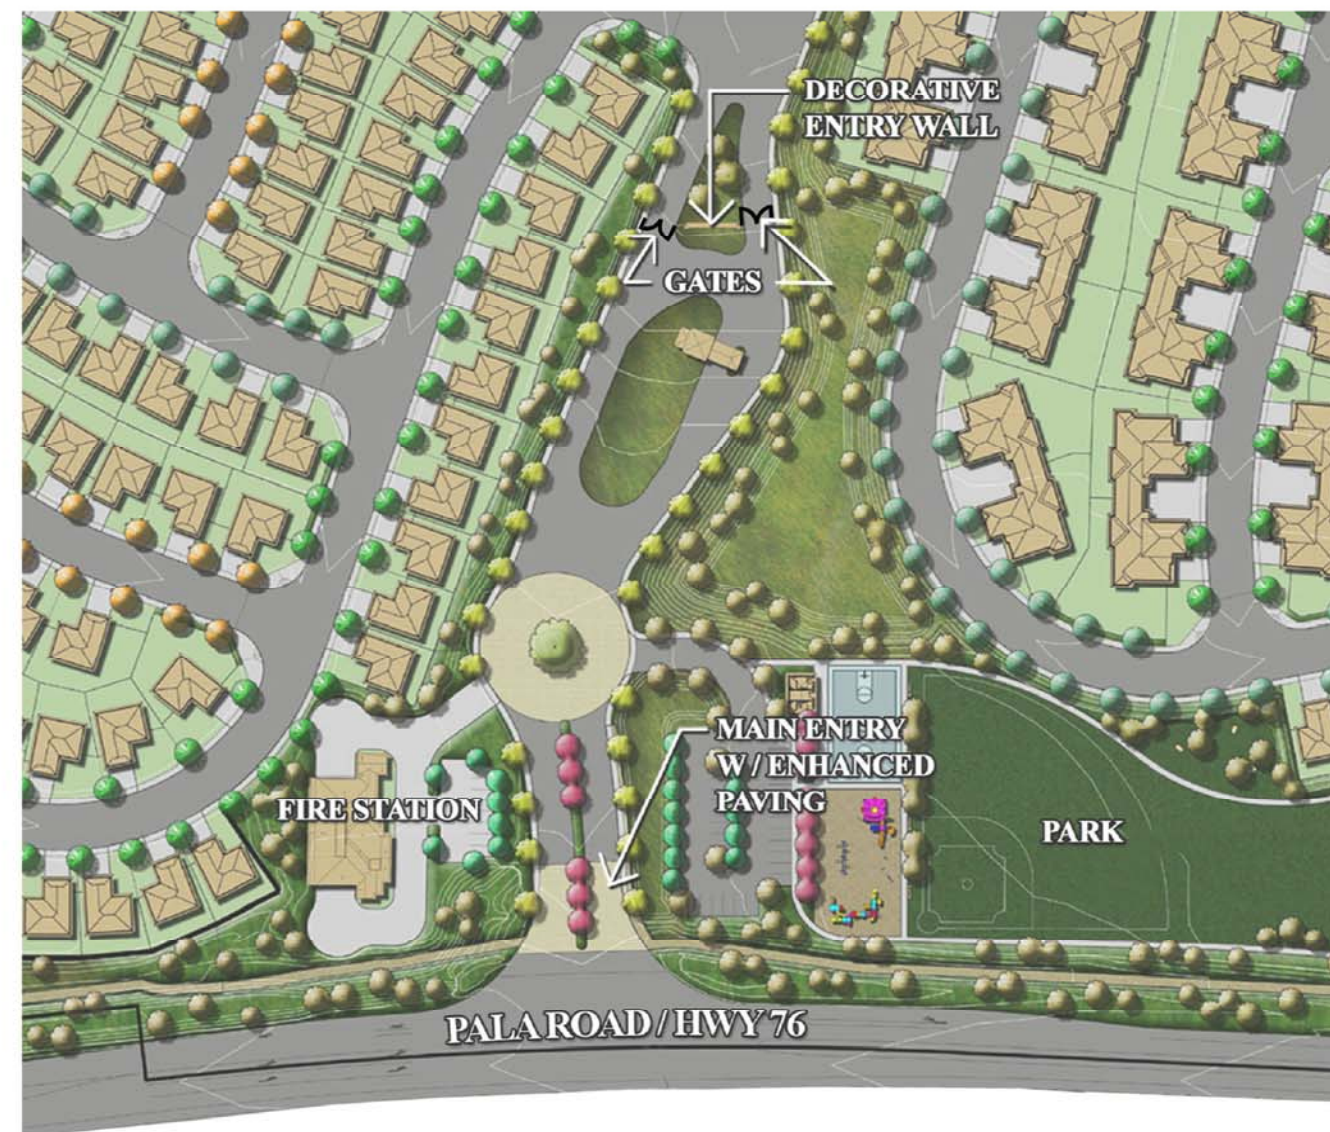 DECORATIVE
ENTRY WALL
GATES
MAIN ENTRY
W/ ENHANCED
PAVING
FIRE STATION
PARK
PALA ROAD / HWY 76